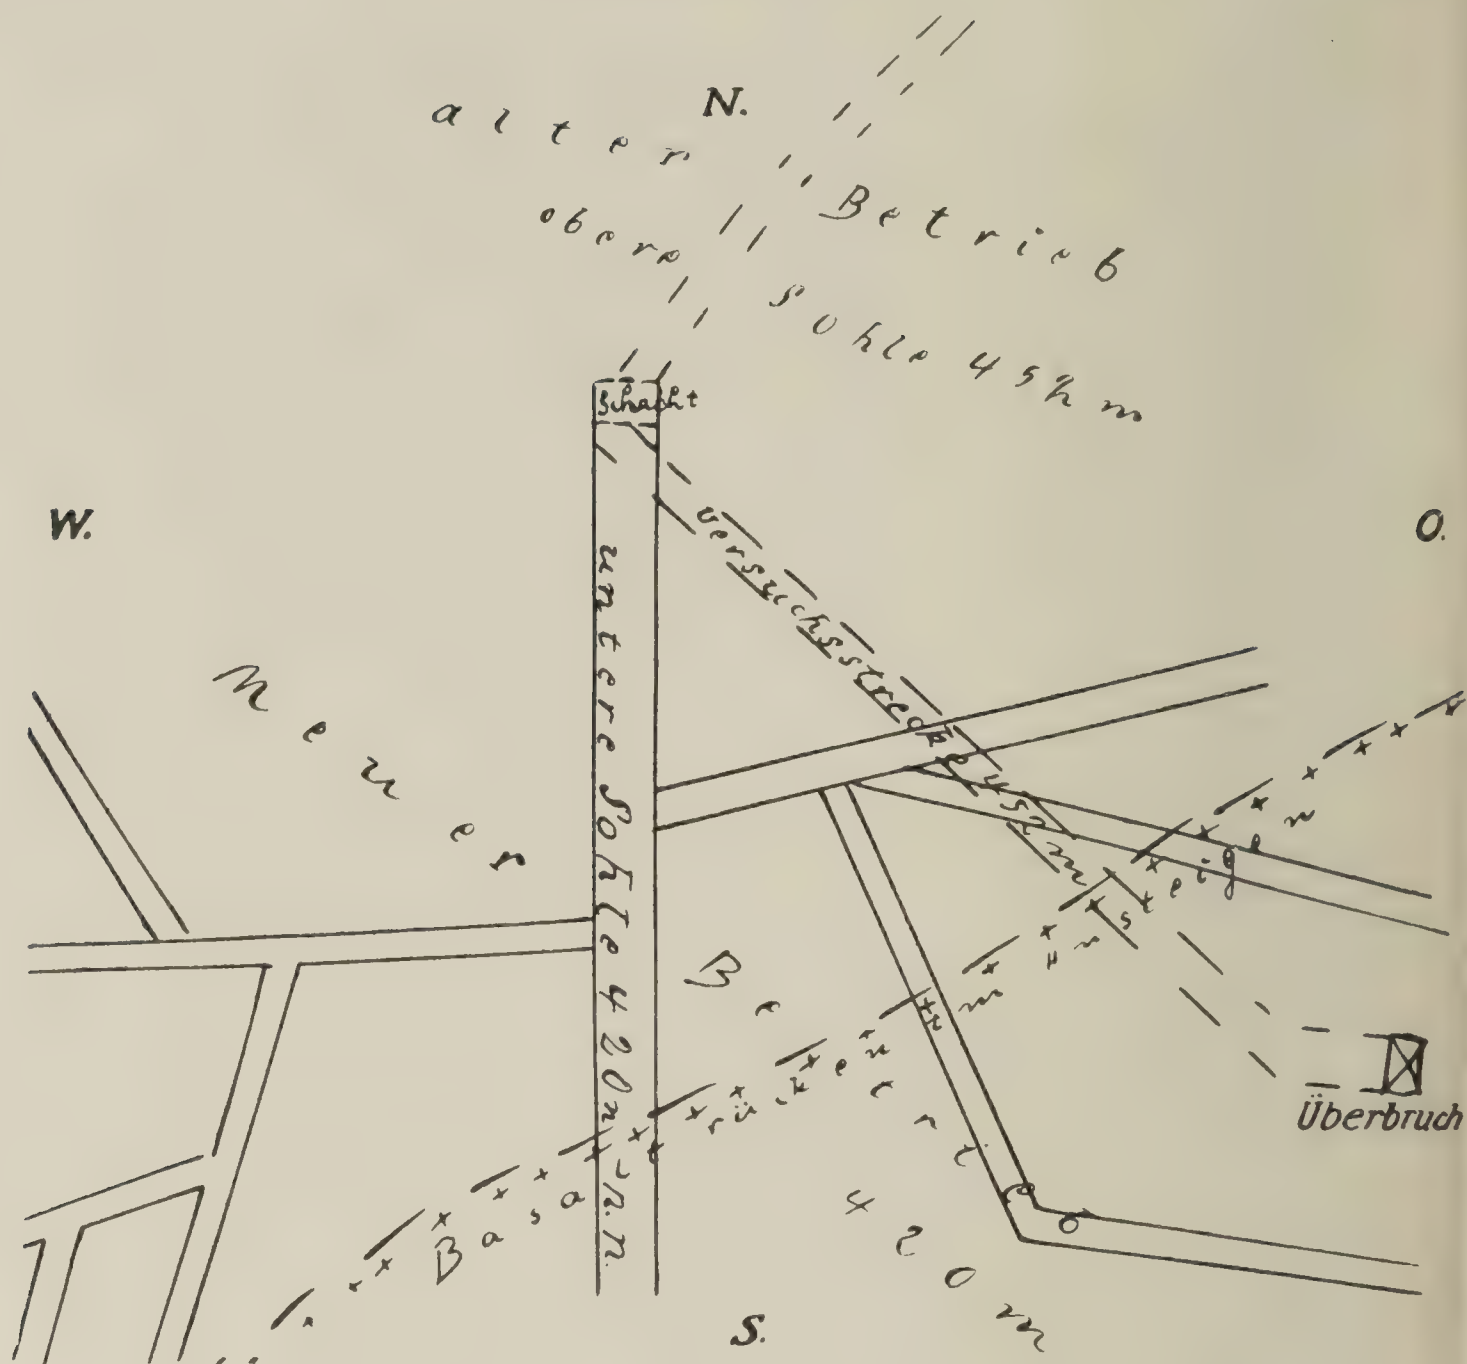 N.
alter Betrieb
obere Sohle 452 m
Schacht
W.
O.
Versuchsstrecke 452 m
untere Sohle 420 m N.N.
Neuer Betrieb 420 m
Basaltrücken
steigen
Überbruch
S.